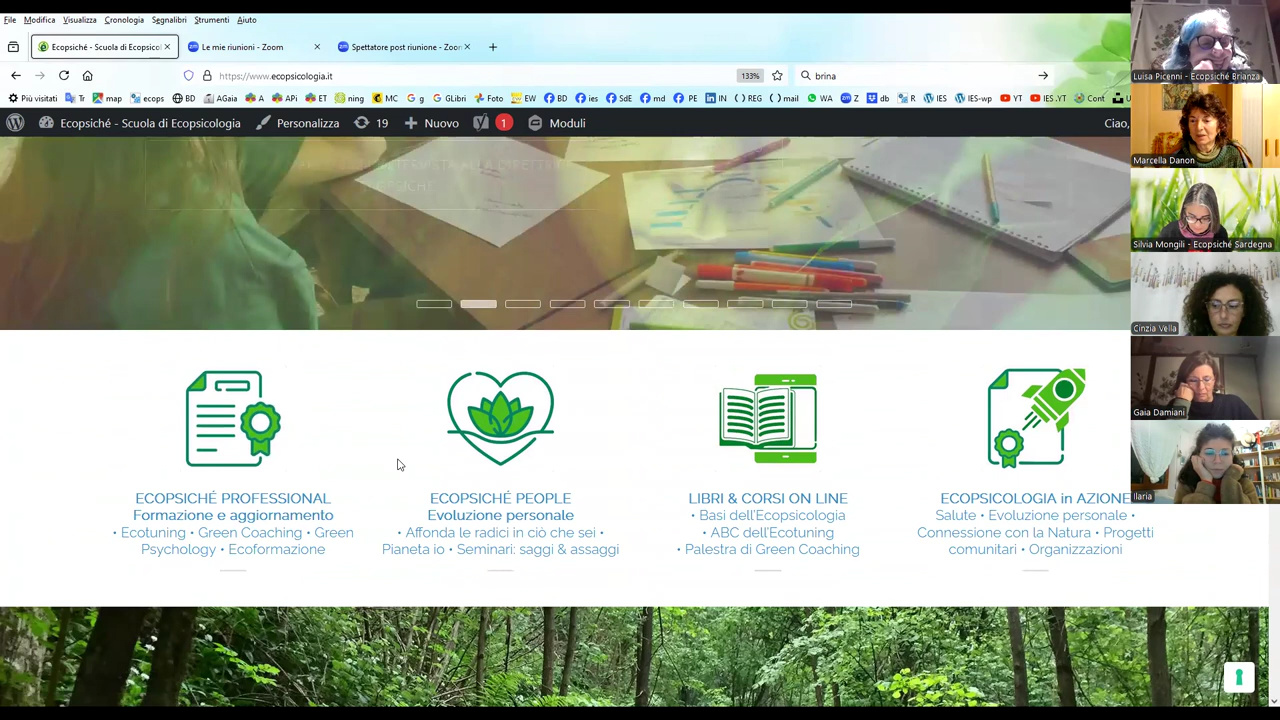 File Modifica Visualizza Cronologia Segnalibri Strumenti Aiuto
Ecopsiché - Scuola di Ecopsicol
Le mie riunioni - Zoom
Spettatore post riunione - Zoom
https://www.ecopsicologia.it
133%
brina
Più visitati Tr map ecops BD AGaia A APi ET ning MC G g GLibri Foto EW BD ies SdE md PE IN REG mail WA Z db R IES IES-wp YT IES .YT Cont U
Ecopsiché - Scuola di Ecopsicologia Personalizza 19 Nuovo 1 Moduli Ciao,
Luisa Picenni - Ecopsiché Brianza
Marcella Danon
Silvia Mongili - Ecopsiché Sardegna
Cinzia Vella
Gaia Damiani
Ilaria
ECOPSICHÉ PROFESSIONAL
Formazione e aggiornamento
• Ecotuning • Green Coaching • Green
Psychology • Ecoformazione
ECOPSICHÉ PEOPLE
Evoluzione personale
• Affonda le radici in ciò che sei •
Pianeta io • Seminari: saggi & assaggi
LIBRI & CORSI ON LINE
• Basi dell'Ecopsicologia
• ABC dell'Ecotuning
• Palestra di Green Coaching
ECOPSICOLOGIA in AZIONE
Salute • Evoluzione personale •
Connessione con la Natura • Progetti
comunitari • Organizzazioni